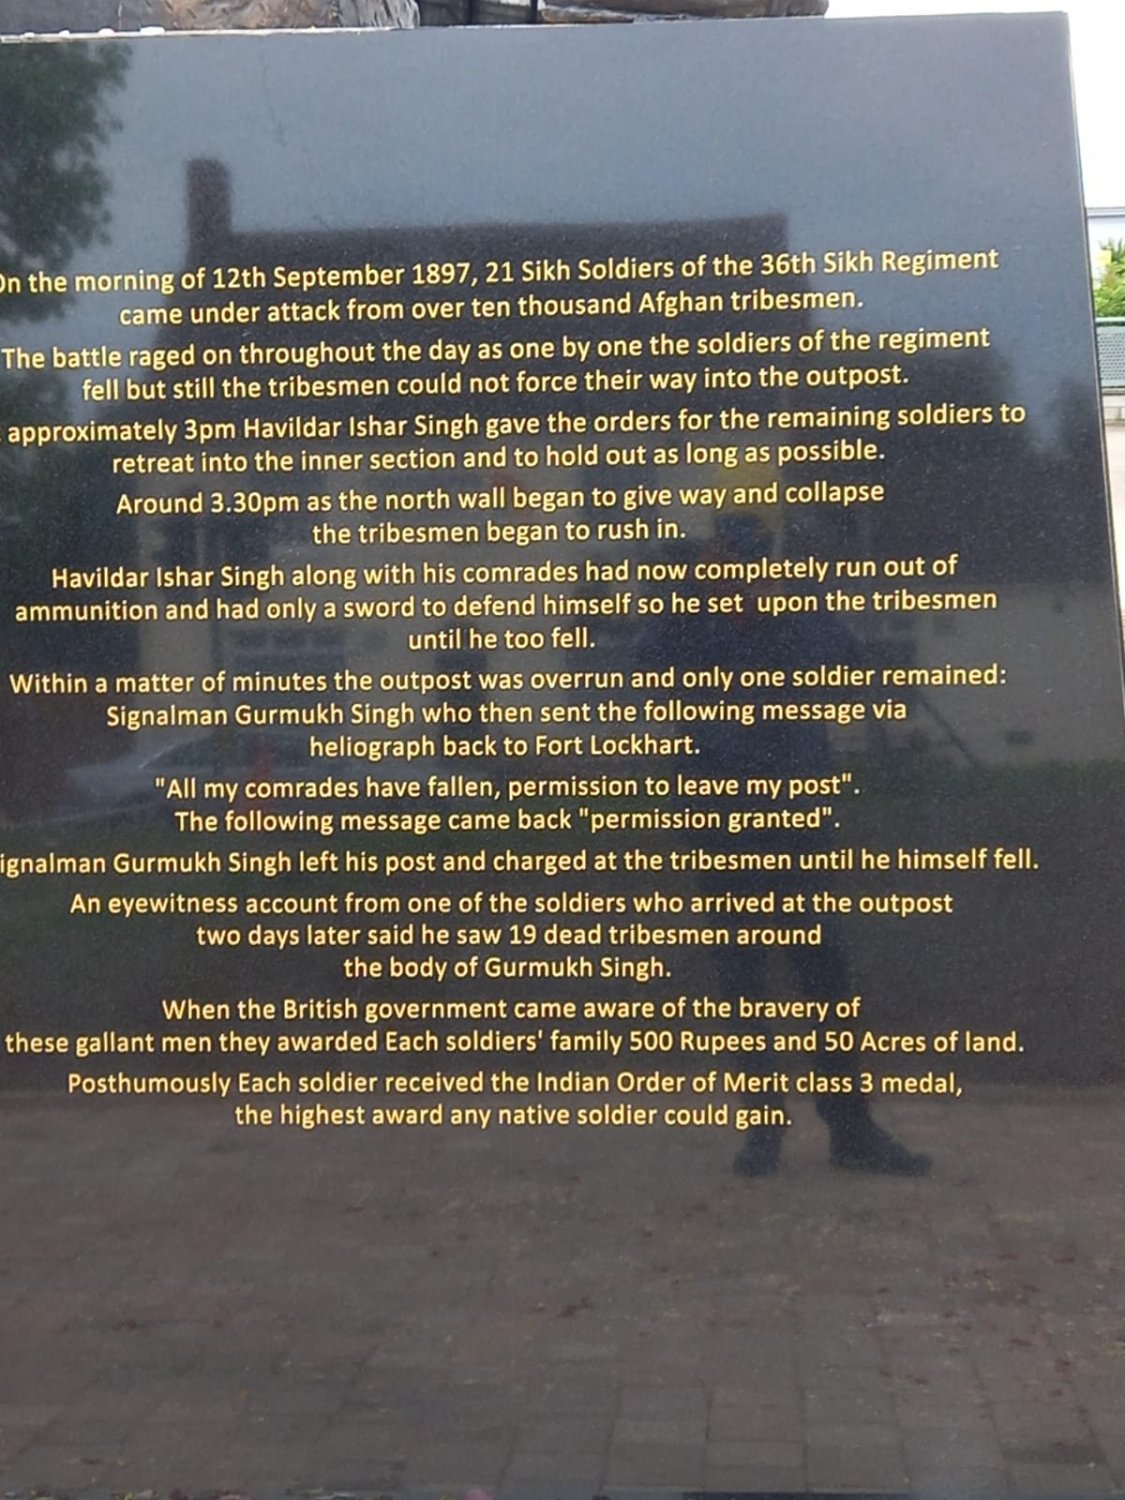 On the morning of 12th September 1897, 21 Sikh Soldiers of the 36th Sikh Regiment
came under attack from over ten thousand Afghan tribesmen.
The battle raged on throughout the day as one by one the soldiers of the regiment
fell but still the tribesmen could not force their way into the outpost.
approximately 3pm Havildar Ishar Singh gave the orders for the remaining soldiers to
retreat into the inner section and to hold out as long as possible.
Around 3.30pm as the north wall began to give way and collapse
the tribesmen began to rush in.
Havildar Ishar Singh along with his comrades had now completely run out of
ammunition and had only a sword to defend himself so he set upon the tribesmen
until he too fell.
Within a matter of minutes the outpost was overrun and only one soldier remained:
Signalman Gurmukh Singh who then sent the following message via
heliograph back to Fort Lockhart.
"All my comrades have fallen, permission to leave my post".
The following message came back "permission granted".
ignalman Gurmukh Singh left his post and charged at the tribesmen until he himself fell.
An eyewitness account from one of the soldiers who arrived at the outpost
two days later said he saw 19 dead tribesmen around
the body of Gurmukh Singh.
When the British government came aware of the bravery of
these gallant men they awarded Each soldiers' family 500 Rupees and 50 Acres of land.
Posthumously Each soldier received the Indian Order of Merit class 3 medal,
the highest award any native soldier could gain.